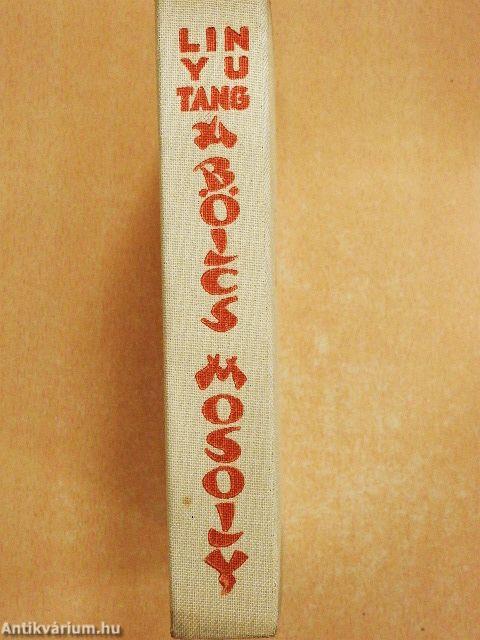 LIN
YU
TANG
A
BÖLCS
MOSOLY
Antikvárium.hu